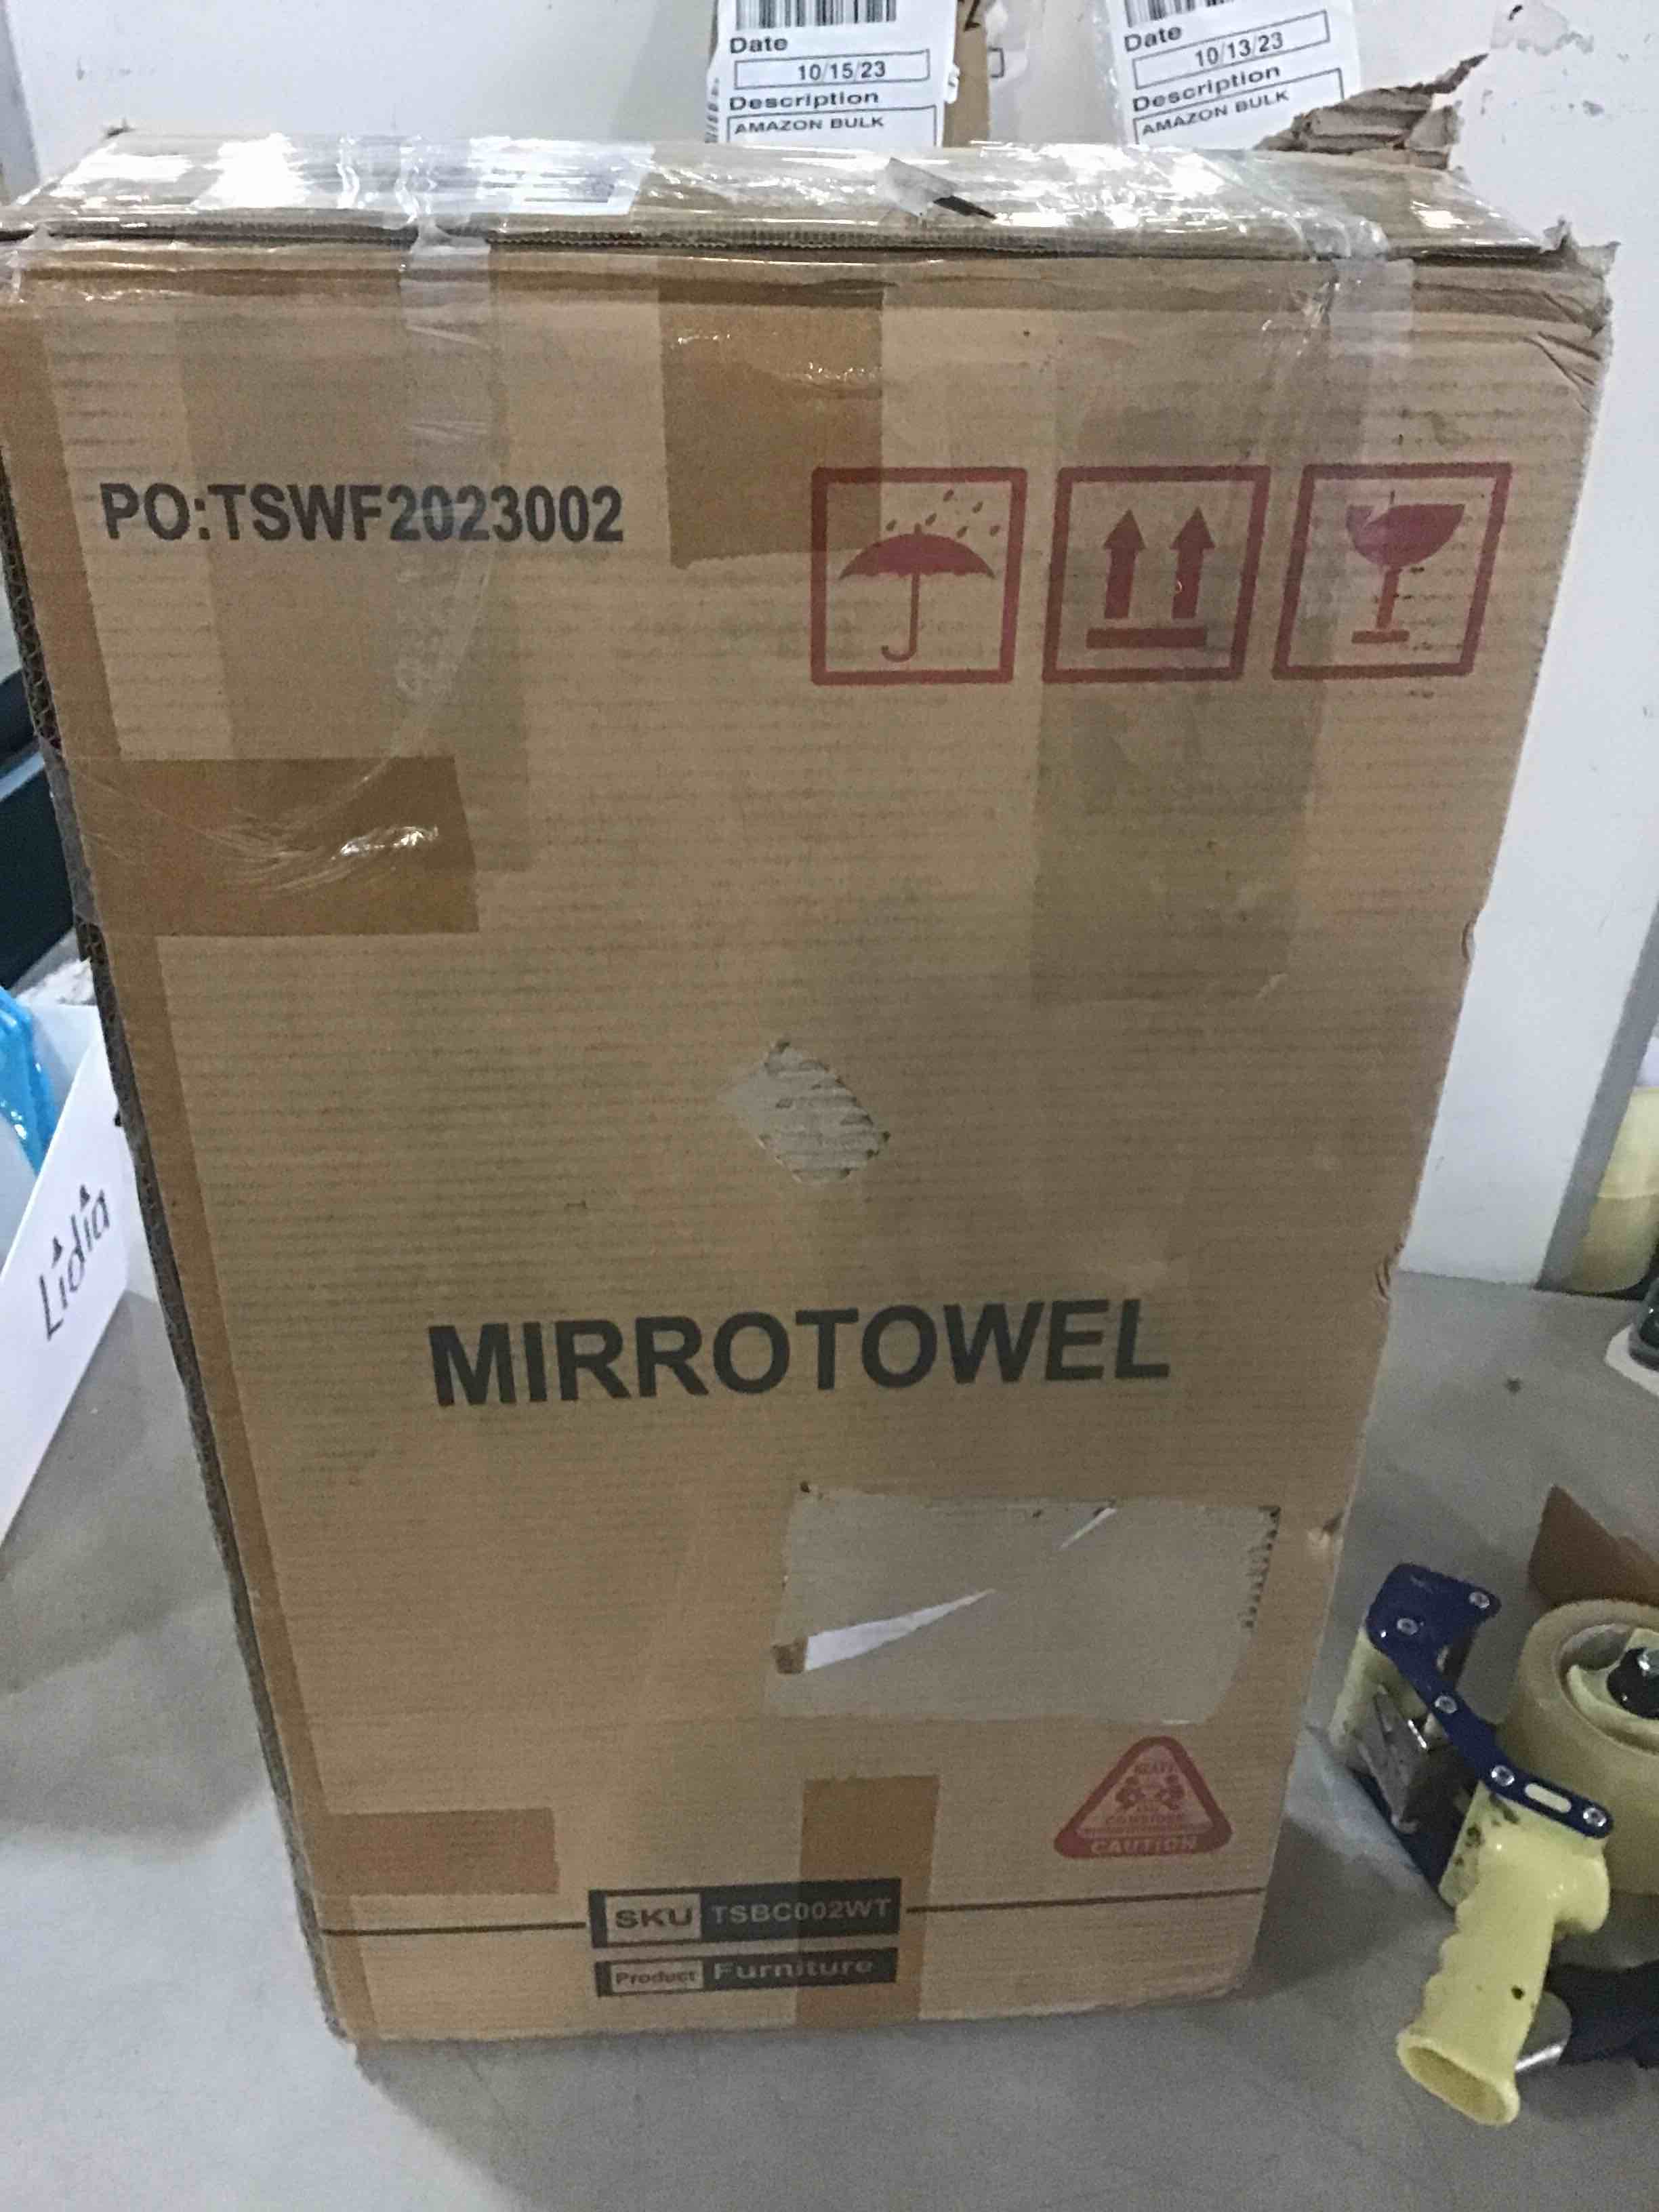 Date
10/15/23
Description
AMAZON BULK
Date
10/13/23
Description
AMAZON BULK
PO:TSWF2023002
Lidia
MIRROTOWEL
CAUTION
SKU TSBC002WT
Product Furniture